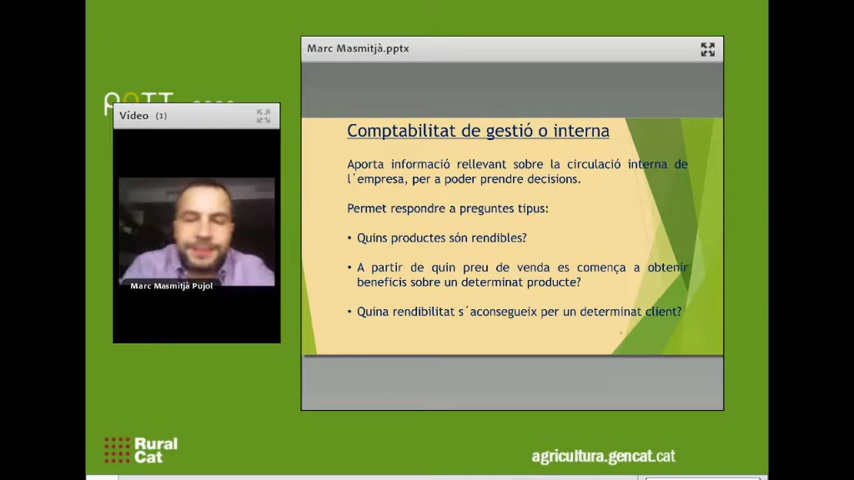 Marc Masmitjà.pptx
Vídeo (1)
Marc Masmitjà Pujol
Comptabilitat de gestió o interna
Aporta informació rellevant sobre la circulació interna de
l´empresa, per a poder prendre decisions.
Permet respondre a preguntes tipus:
• Quins productes són rendibles?
• A partir de quin preu de venda es comença a obtenir
beneficis sobre un determinat producte?
• Quina rendibilitat s´aconsegueix per un determinat client?
Rural
Cat
agricultura.gencat.cat